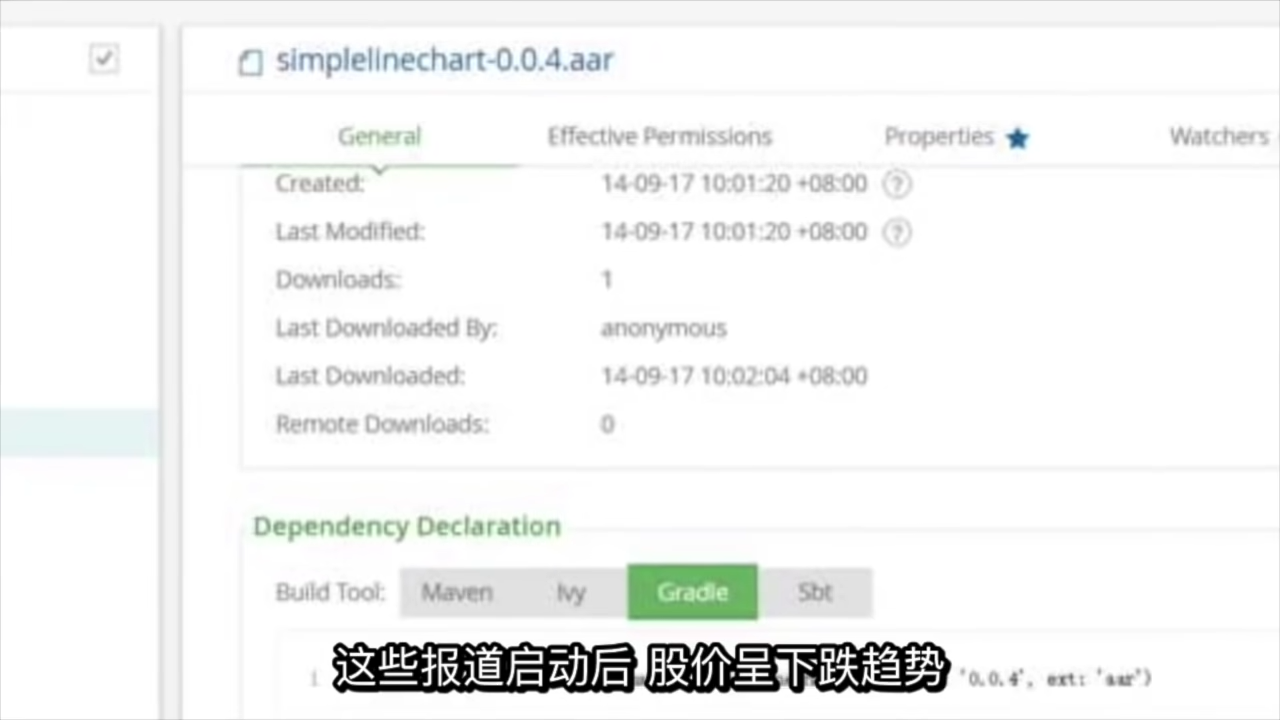 simplelinechart-0.0.4.aar
General Effective Permissions Properties Watchers
Created: 14-09-17 10:01:20 +08:00
Last Modified: 14-09-17 10:01:20 +08:00
Downloads: 1
Last Downloaded By: anonymous
Last Downloaded: 14-09-17 10:02:04 +08:00
Remote Downloads: 0
Dependency Declaration
Build Tool: Maven Ivy Gradle Sbt
1 '0.0.4', ext: 'aar')
这些报道启动后 股价呈下跌趋势